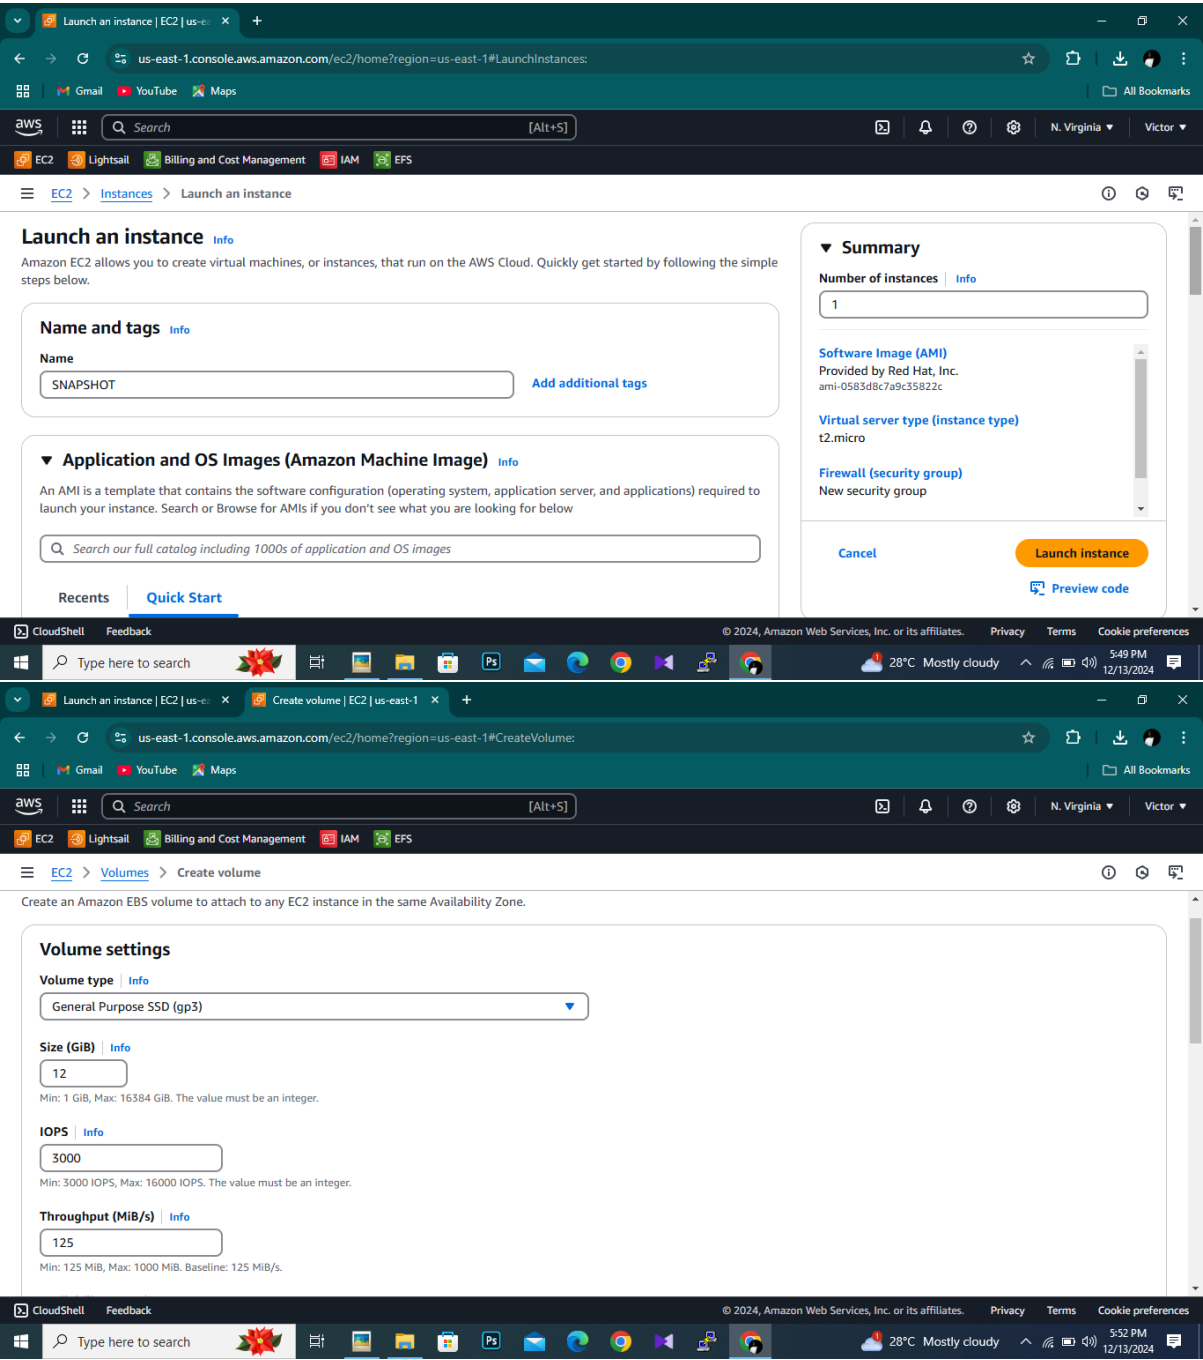 Launch an instance | EC2 | us-ea
us-east-1.console.aws.amazon.com/ec2/home?region=us-east-1#LaunchInstances:
Gmail YouTube Maps All Bookmarks
aws Search [Alt+S] N. Virginia Victor
EC2 Lightsail Billing and Cost Management IAM EFS
EC2 > Instances > Launch an instance
Launch an instance Info
Amazon EC2 allows you to create virtual machines, or instances, that run on the AWS Cloud. Quickly get started by following the simple
steps below.
Name and tags Info
Name
SNAPSHOT Add additional tags
Application and OS Images (Amazon Machine Image) Info
An AMI is a template that contains the software configuration (operating system, application server, and applications) required to
launch your instance. Search or Browse for AMIs if you don't see what you are looking for below
Search our full catalog including 1000s of application and OS images
Recents Quick Start
Summary
Number of instances Info
1
Software Image (AMI)
Provided by Red Hat, Inc.
ami-0583d8c7a9c35822c
Virtual server type (instance type)
t2.micro
Firewall (security group)
New security group
Cancel Launch instance
Preview code
CloudShell Feedback © 2024, Amazon Web Services, Inc. or its affiliates. Privacy Terms Cookie preferences
Type here to search Ps 1 28°C Mostly cloudy 5:49 PM
12/13/2024
Launch an instance | EC2 | us-ea Create volume | EC2 | us-east-1
us-east-1.console.aws.amazon.com/ec2/home?region=us-east-1#CreateVolume:
Gmail YouTube Maps All Bookmarks
aws Search [Alt+S] N. Virginia Victor
EC2 Lightsail Billing and Cost Management IAM EFS
EC2 > Volumes > Create volume
Create an Amazon EBS volume to attach to any EC2 instance in the same Availability Zone.
Volume settings
Volume type Info
General Purpose SSD (gp3)
Size (GiB) Info
12
Min: 1 GiB, Max: 16384 GiB. The value must be an integer.
IOPS Info
3000
Min: 3000 IOPS, Max: 16000 IOPS. The value must be an integer.
Throughput (MiB/s) Info
125
Min: 125 MiB, Max: 1000 MiB. Baseline: 125 MiB/s.
CloudShell Feedback © 2024, Amazon Web Services, Inc. or its affiliates. Privacy Terms Cookie preferences
Type here to search Ps 1 28°C Mostly cloudy 5:52 PM
12/13/2024